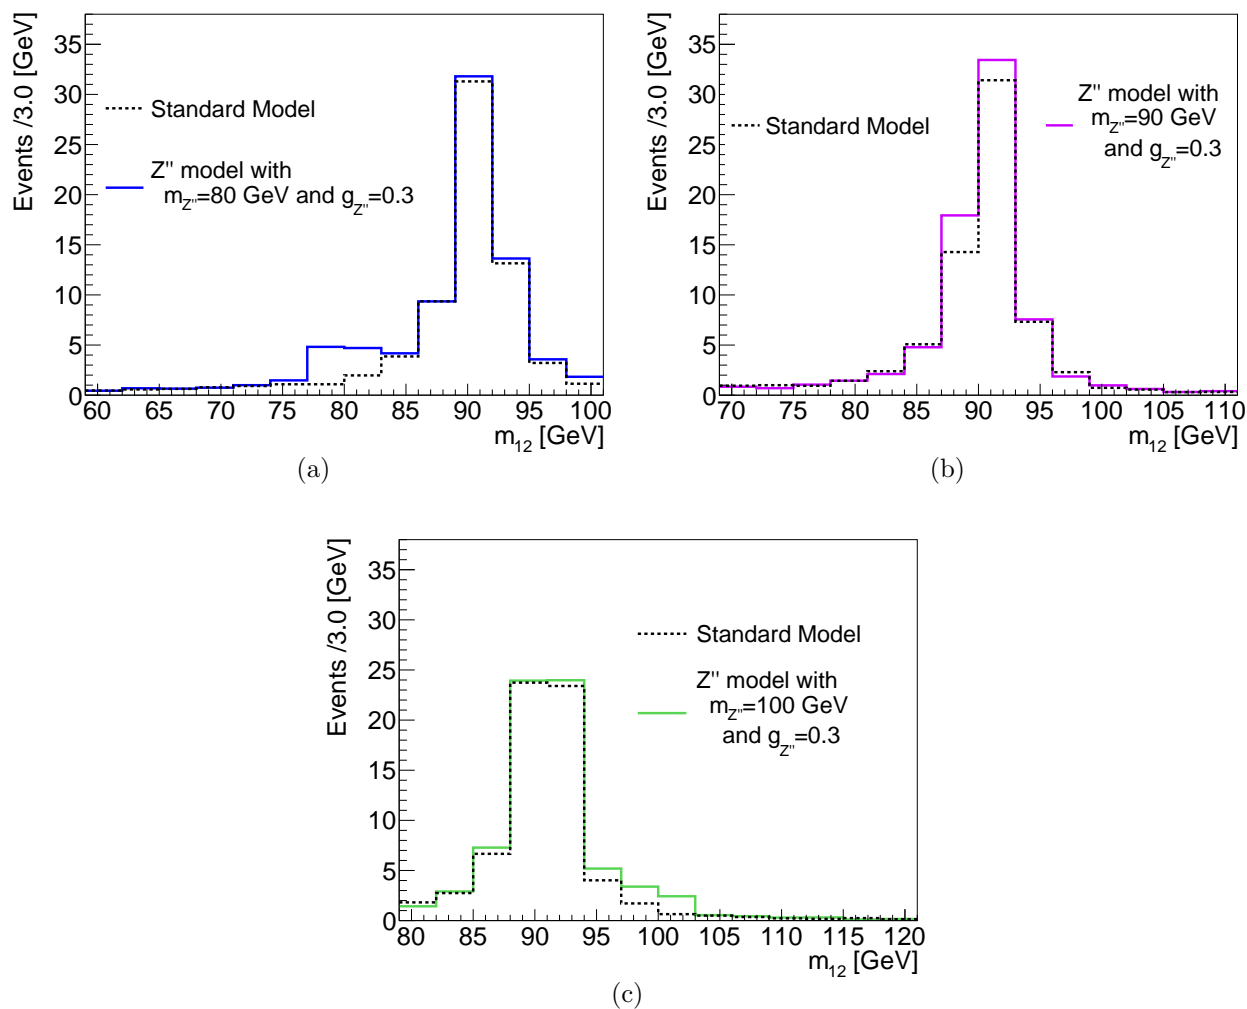 Events /3.0 [GeV]
35
30
25
20
15
10
5
0
Standard Model
Z'' model with
m_Z''=80 GeV and g_Z''=0.3
60 65 70 75 80 85 90 95 100
m_12 [GeV]
(a)
Events /3.0 [GeV]
35
30
25
20
15
10
5
0
Standard Model
Z'' model with
m_Z''=90 GeV
and g_Z''=0.3
70 75 80 85 90 95 100 105 110
m_12 [GeV]
(b)
Events /3.0 [GeV]
35
30
25
20
15
10
5
0
Standard Model
Z'' model with
m_Z''=100 GeV
and g_Z''=0.3
80 85 90 95 100 105 110 115 120
m_12 [GeV]
(c)